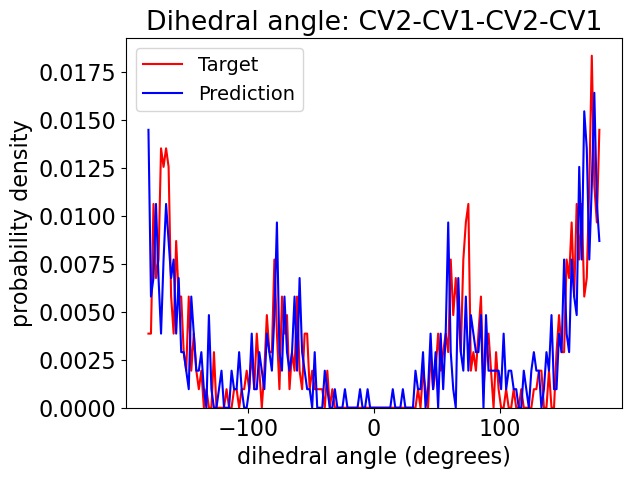 Dihedral angle: CV2-CV1-CV2-CV1
Target
Prediction
probability density
0.0175
0.0150
0.0125
0.0100
0.0075
0.0050
0.0025
0.0000
−100
0
100
dihedral angle (degrees)